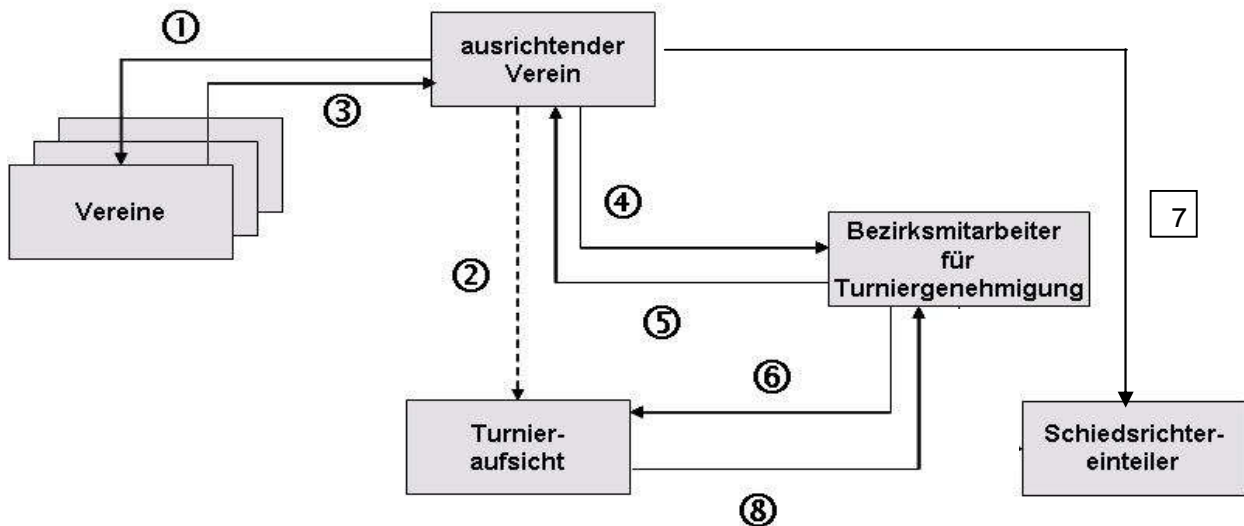 ①
ausrichtender
Verein
③
Vereine
④
7
②
Bezirksmitarbeiter
für
Turniergenehmigung
⑤
⑥
Turnier-
aufsicht
Schiedsrichter-
einteiler
⑧